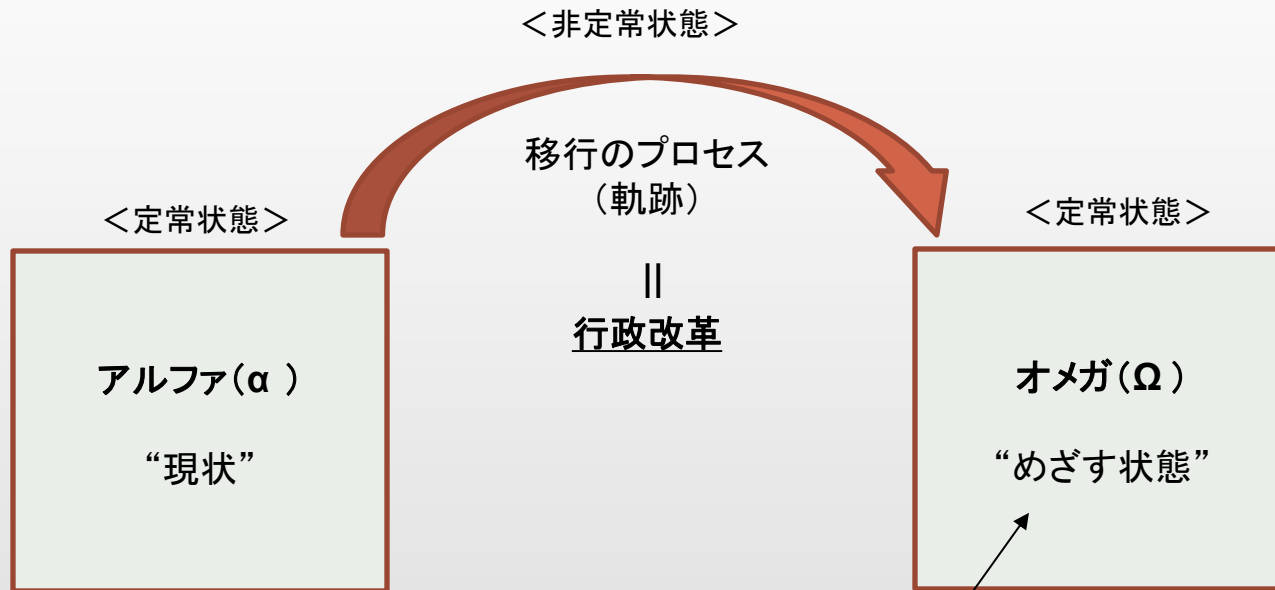 ＜非定常状態＞
移行のプロセス
（軌跡）
＜定常状態＞
＜定常状態＞
||
行政改革
アルファ（α ）
“現状”
オメガ（Ω ）
“めざす状態”